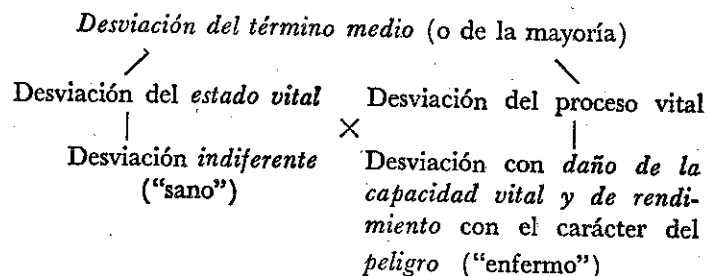 Desviación del término medio (o de la mayoría)
Desviación del estado vital
Desviación indiferente
("sano")
Desviación del proceso vital
Desviación con daño de la
capacidad vital y de rendi-
miento con el carácter del
peligro ("enfermo")